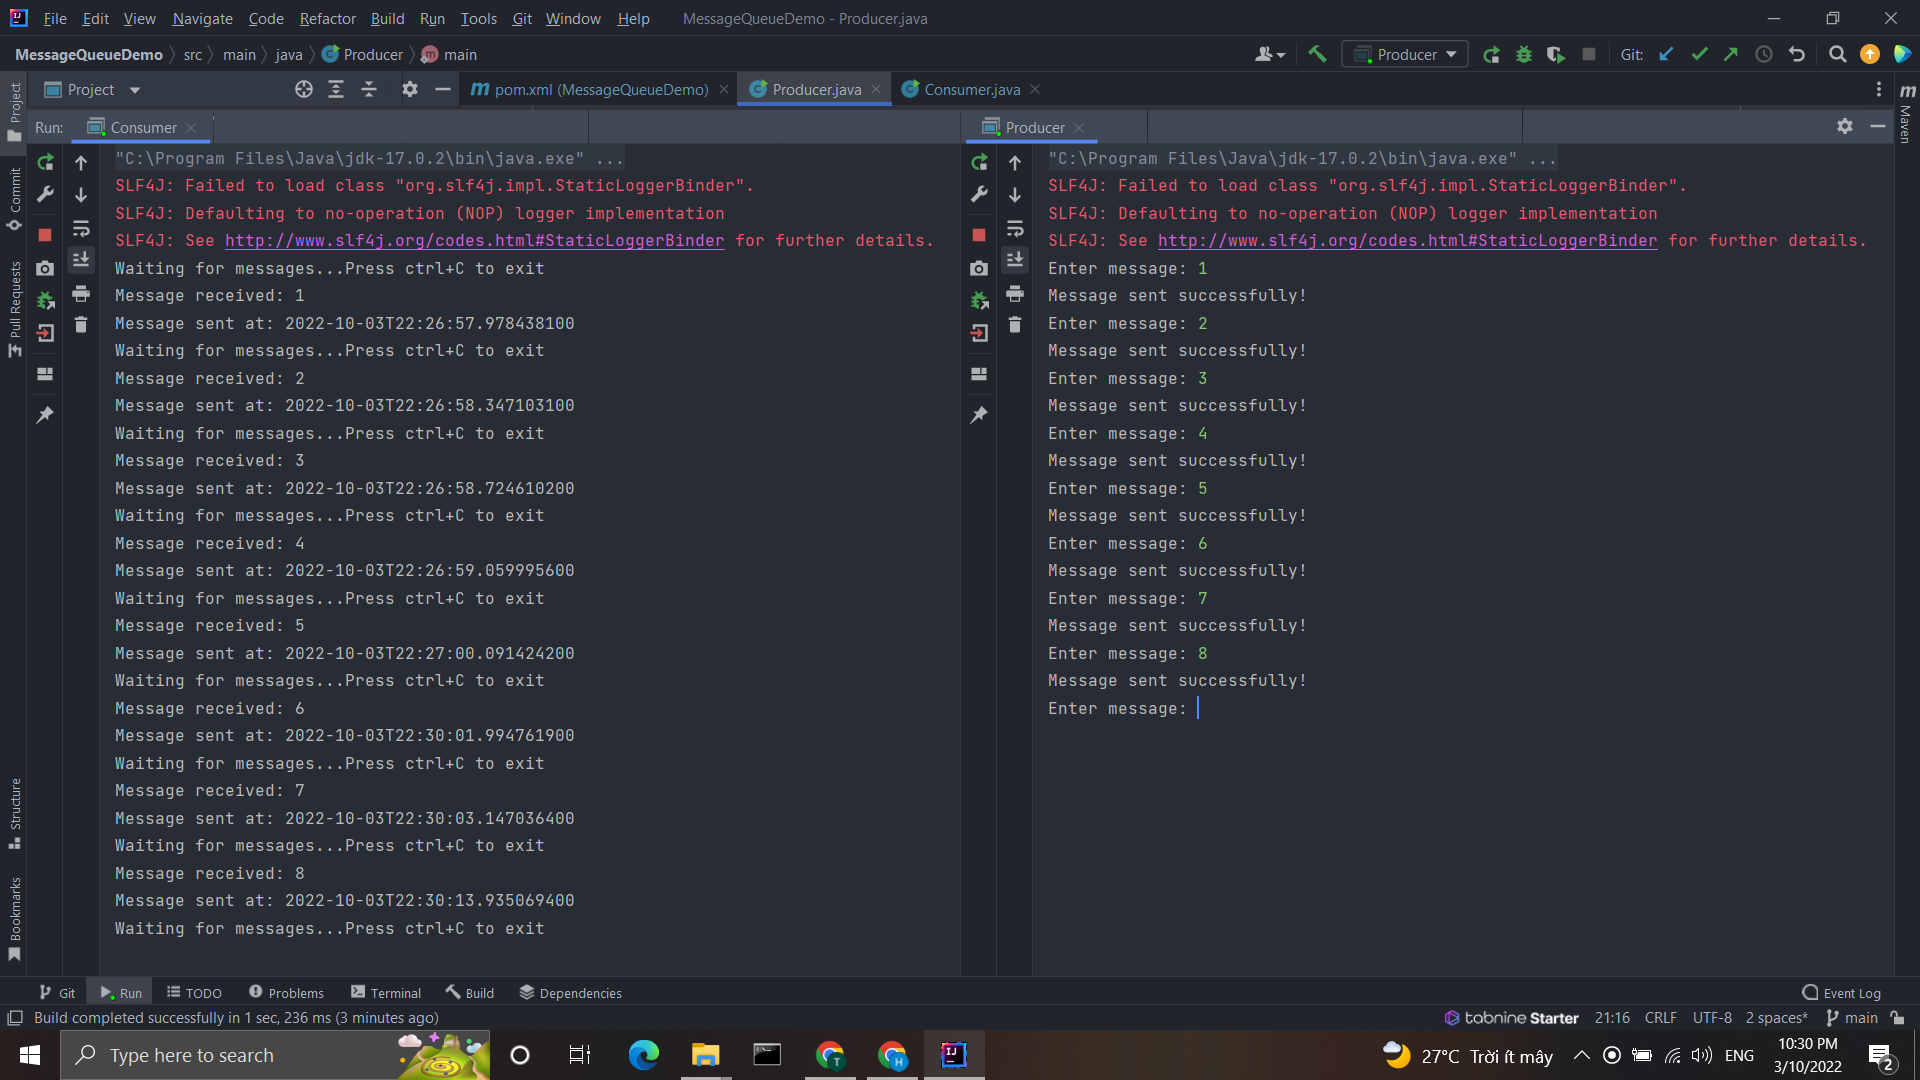 File Edit View Navigate Code Refactor Build Run Tools Git Window Help MessageQueueDemo - Producer.java
MessageQueueDemo src main java Producer main Producer Git:
Project pom.xml (MessageQueueDemo) Producer.java Consumer.java
Run: Consumer
"C:\Program Files\Java\jdk-17.0.2\bin\java.exe" ...
SLF4J: Failed to load class "org.slf4j.impl.StaticLoggerBinder".
SLF4J: Defaulting to no-operation (NOP) logger implementation
SLF4J: See http://www.slf4j.org/codes.html#StaticLoggerBinder for further details.
Waiting for messages...Press ctrl+C to exit
Message received: 1
Message sent at: 2022-10-03T22:26:57.978438100
Waiting for messages...Press ctrl+C to exit
Message received: 2
Message sent at: 2022-10-03T22:26:58.347103100
Waiting for messages...Press ctrl+C to exit
Message received: 3
Message sent at: 2022-10-03T22:26:58.724610200
Waiting for messages...Press ctrl+C to exit
Message received: 4
Message sent at: 2022-10-03T22:26:59.059995600
Waiting for messages...Press ctrl+C to exit
Message received: 5
Message sent at: 2022-10-03T22:27:00.091424200
Waiting for messages...Press ctrl+C to exit
Message received: 6
Message sent at: 2022-10-03T22:30:01.994761900
Waiting for messages...Press ctrl+C to exit
Message received: 7
Message sent at: 2022-10-03T22:30:03.147036400
Waiting for messages...Press ctrl+C to exit
Message received: 8
Message sent at: 2022-10-03T22:30:13.935069400
Waiting for messages...Press ctrl+C to exit
Producer
"C:\Program Files\Java\jdk-17.0.2\bin\java.exe" ...
SLF4J: Failed to load class "org.slf4j.impl.StaticLoggerBinder".
SLF4J: Defaulting to no-operation (NOP) logger implementation
SLF4J: See http://www.slf4j.org/codes.html#StaticLoggerBinder for further details.
Enter message: 1
Message sent successfully!
Enter message: 2
Message sent successfully!
Enter message: 3
Message sent successfully!
Enter message: 4
Message sent successfully!
Enter message: 5
Message sent successfully!
Enter message: 6
Message sent successfully!
Enter message: 7
Message sent successfully!
Enter message: 8
Message sent successfully!
Enter message:
Project
Commit
Pull Requests
Structure
Bookmarks
Maven
Git Run TODO Problems Terminal Build Dependencies Event Log
Build completed successfully in 1 sec, 236 ms (3 minutes ago) tabnine Starter 21:16 CRLF UTF-8 2 spaces* main
Type here to search 27°C Trời ít mây ENG
10:30 PM
3/10/2022
2